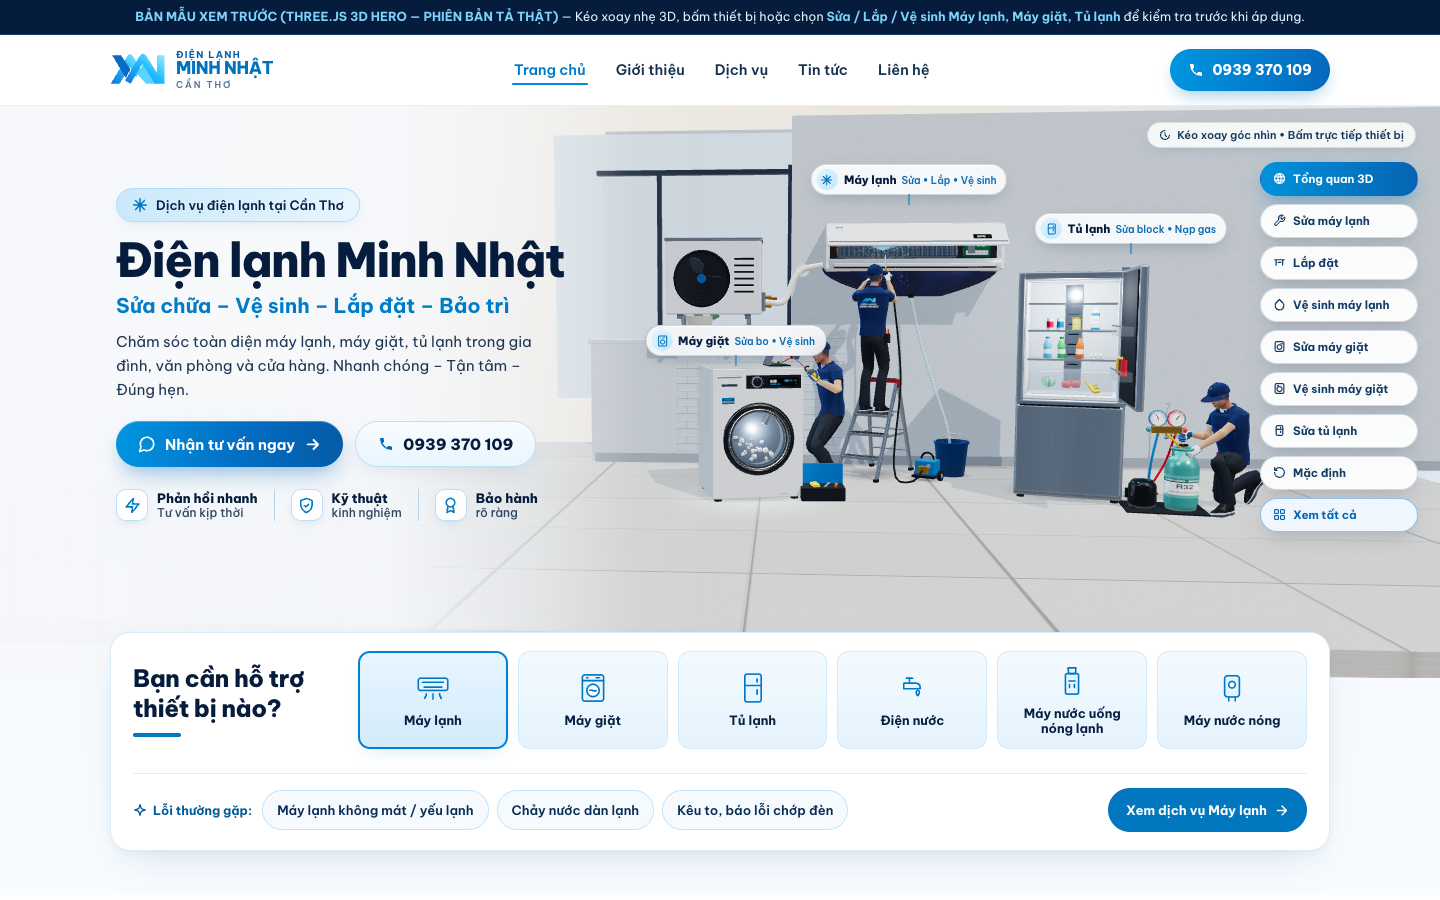 BẢN MẪU XEM TRƯỚC (THREE.JS 3D HERO — PHIÊN BẢN TẢ THẬT) — Kéo xoay nhẹ 3D, bấm thiết bị hoặc chọn Sửa / Lắp / Vệ sinh Máy lạnh, Máy giặt, Tủ lạnh để kiểm tra trước khi áp dụng.
ĐIỆN LẠNH
MINH NHẬT
CẦN THƠ
Trang chủ
Giới thiệu
Dịch vụ
Tin tức
Liên hệ
0939 370 109
Kéo xoay góc nhìn • Bấm trực tiếp thiết bị
Dịch vụ điện lạnh tại Cần Thơ
Điện lạnh Minh Nhật
Sửa chữa – Vệ sinh – Lắp đặt – Bảo trì
Chăm sóc toàn diện máy lạnh, máy giặt, tủ lạnh trong gia
đình, văn phòng và cửa hàng. Nhanh chóng – Tận tâm –
Đúng hẹn.
Nhận tư vấn ngay
0939 370 109
Phản hồi nhanh
Tư vấn kịp thời
Kỹ thuật
kinh nghiệm
Bảo hành
rõ ràng
Máy lạnh Sửa • Lắp • Vệ sinh
Tủ lạnh Sửa block • Nạp gas
Máy giặt Sửa bo • Vệ sinh
R32
Tổng quan 3D
Sửa máy lạnh
Lắp đặt
Vệ sinh máy lạnh
Sửa máy giặt
Vệ sinh máy giặt
Sửa tủ lạnh
Mặc định
Xem tất cả
Bạn cần hỗ trợ
thiết bị nào?
Máy lạnh
Máy giặt
Tủ lạnh
Điện nước
Máy nước uống
nóng lạnh
Máy nước nóng
Lỗi thường gặp:
Máy lạnh không mát / yếu lạnh
Chảy nước dàn lạnh
Kêu to, báo lỗi chớp đèn
Xem dịch vụ Máy lạnh